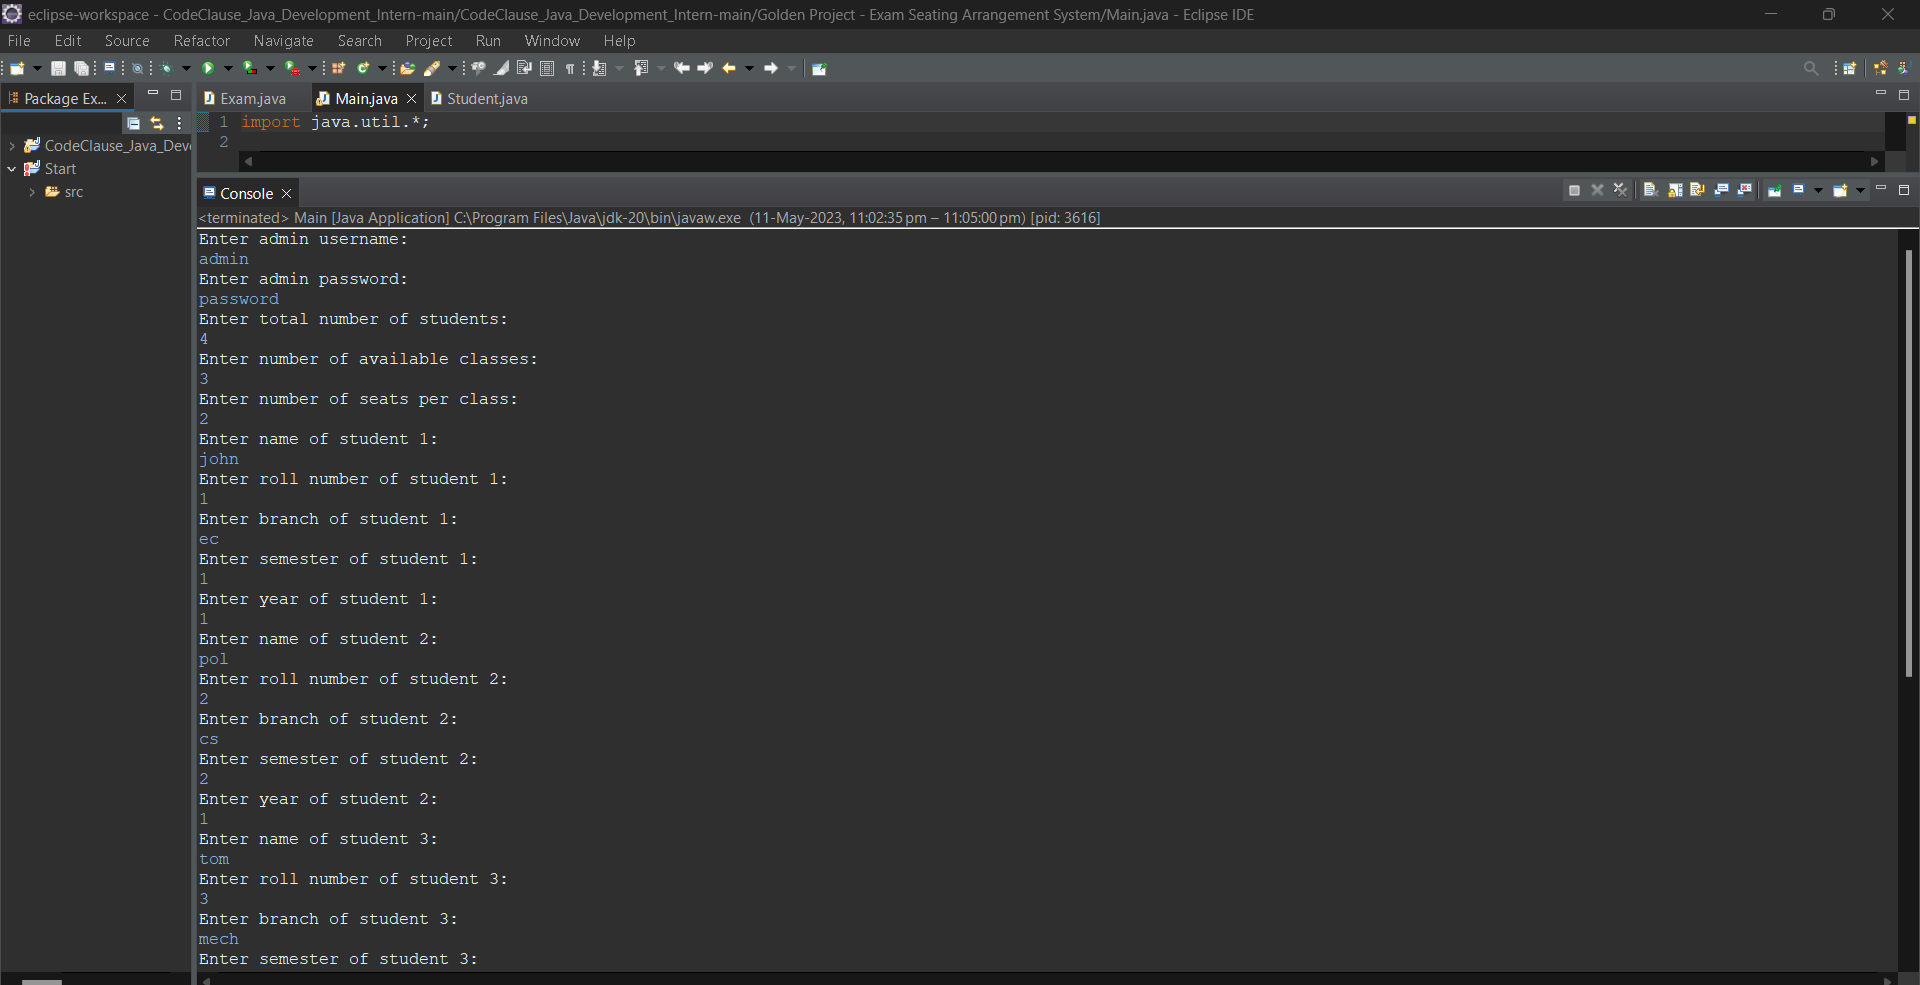 eclipse-workspace - CodeClause_Java_Development_Intern-main/CodeClause_Java_Development_Intern-main/Golden Project - Exam Seating Arrangement System/Main.java - Eclipse IDE
File Edit Source Refactor Navigate Search Project Run Window Help
Package Ex...
Exam.java Main.java Student.java
1 import java.util.*;
2
CodeClause_Java_Dev
Start
src
Console
<terminated> Main [Java Application] C:\Program Files\Java\jdk-20\bin\javaw.exe (11-May-2023, 11:02:35 pm – 11:05:00 pm) [pid: 3616]
Enter admin username:
admin
Enter admin password:
password
Enter total number of students:
4
Enter number of available classes:
3
Enter number of seats per class:
2
Enter name of student 1:
john
Enter roll number of student 1:
1
Enter branch of student 1:
ec
Enter semester of student 1:
1
Enter year of student 1:
1
Enter name of student 2:
pol
Enter roll number of student 2:
2
Enter branch of student 2:
cs
Enter semester of student 2:
2
Enter year of student 2:
1
Enter name of student 3:
tom
Enter roll number of student 3:
3
Enter branch of student 3:
mech
Enter semester of student 3: